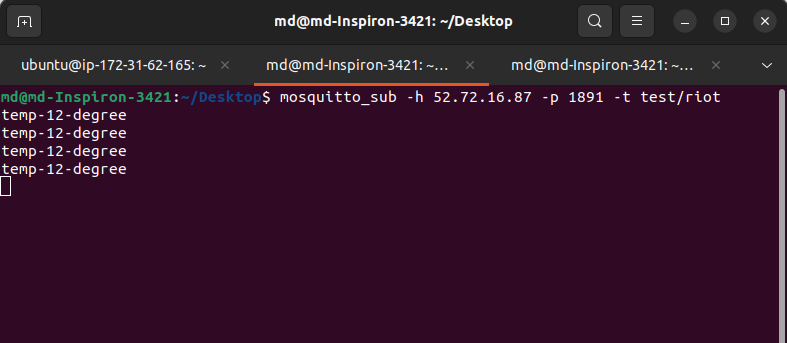 md@md-Inspiron-3421: ~/Desktop
ubuntu@ip-172-31-62-165: ~
md@md-Inspiron-3421: ~...
md@md-Inspiron-3421: ~...
md@md-Inspiron-3421:~/Desktop$ mosquitto_sub -h 52.72.16.87 -p 1891 -t test/riot
temp-12-degree
temp-12-degree
temp-12-degree
temp-12-degree